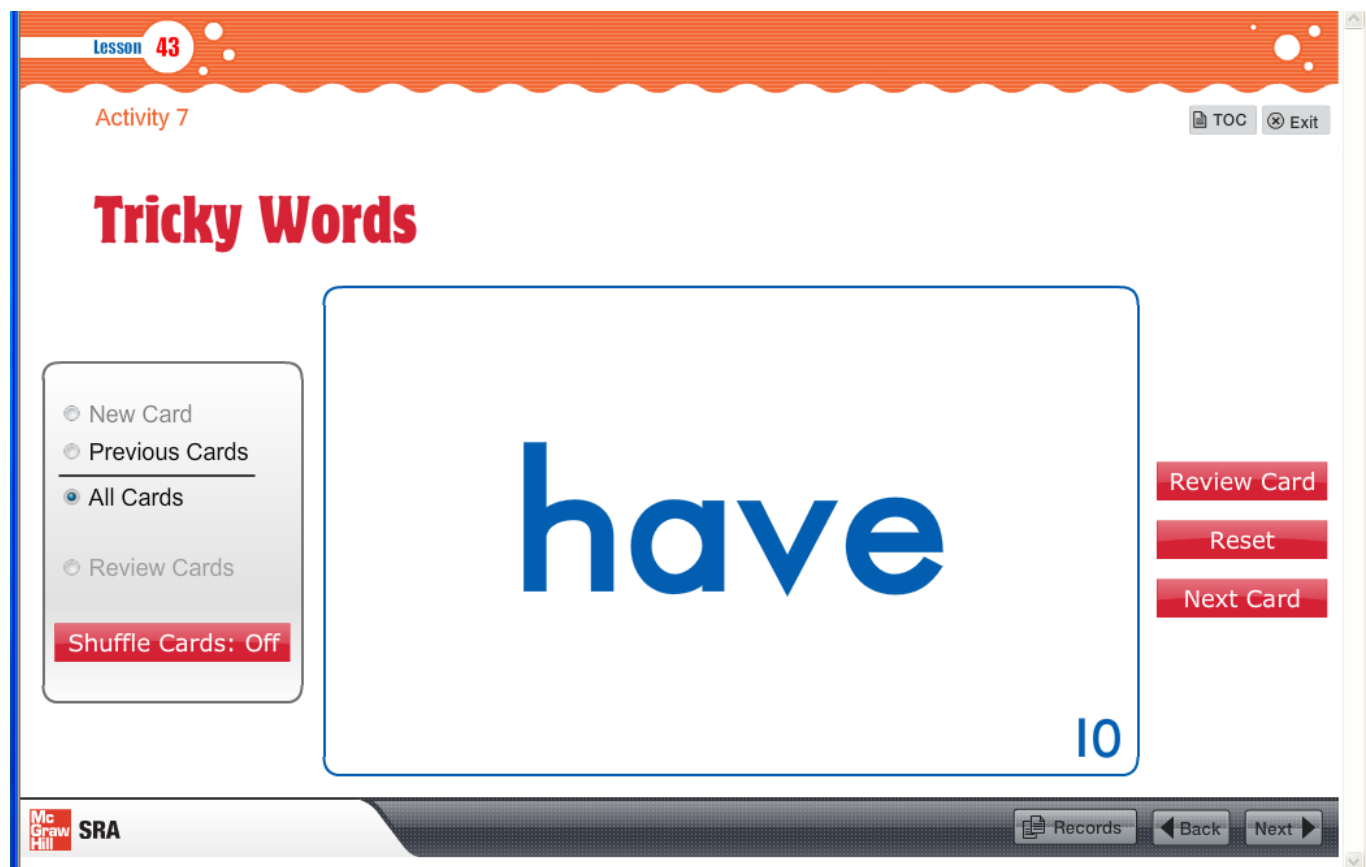 Lesson 43
Activity 7
TOC
Exit
Tricky Words
New Card
Previous Cards
All Cards
Review Cards
Shuffle Cards: Off
have
10
Review Card
Reset
Next Card
Mc
Graw
Hill
SRA
Records
Back
Next